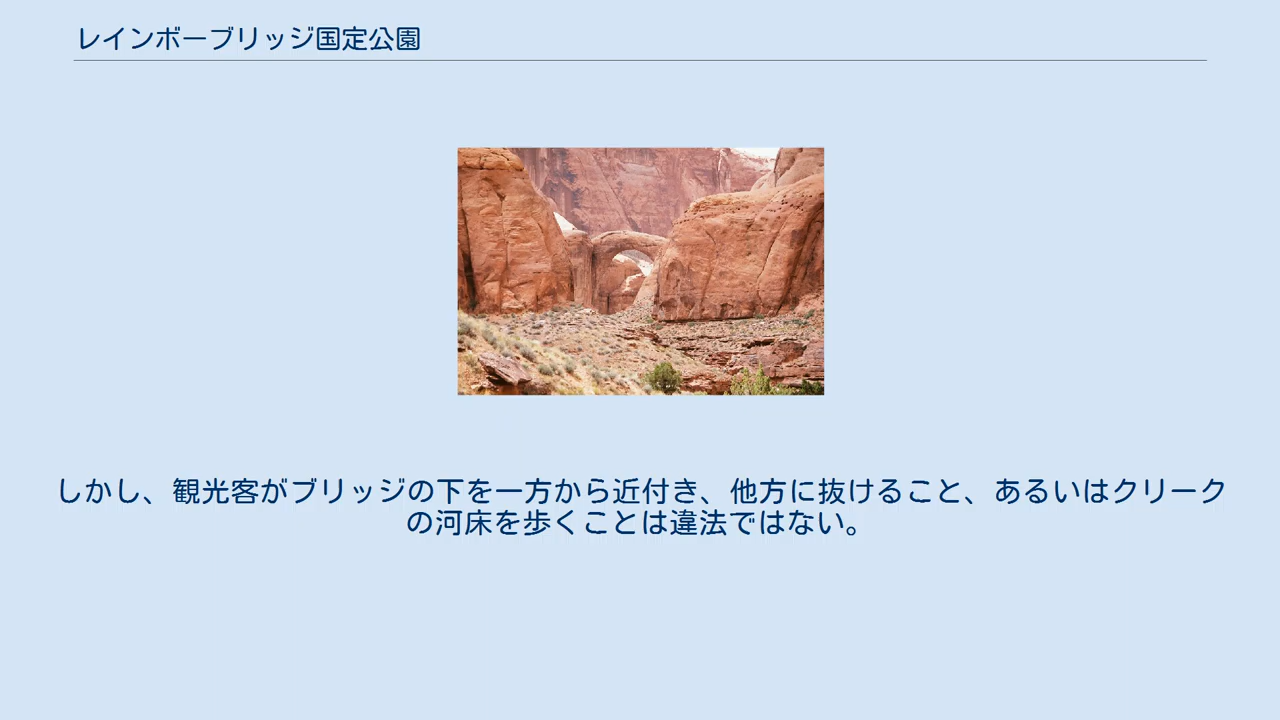 レインボーブリッジ国定公園
しかし、観光客がブリッジの下を一方から近付き、他方に抜けること、あるいはクリーク
の河床を歩くことは違法ではない。